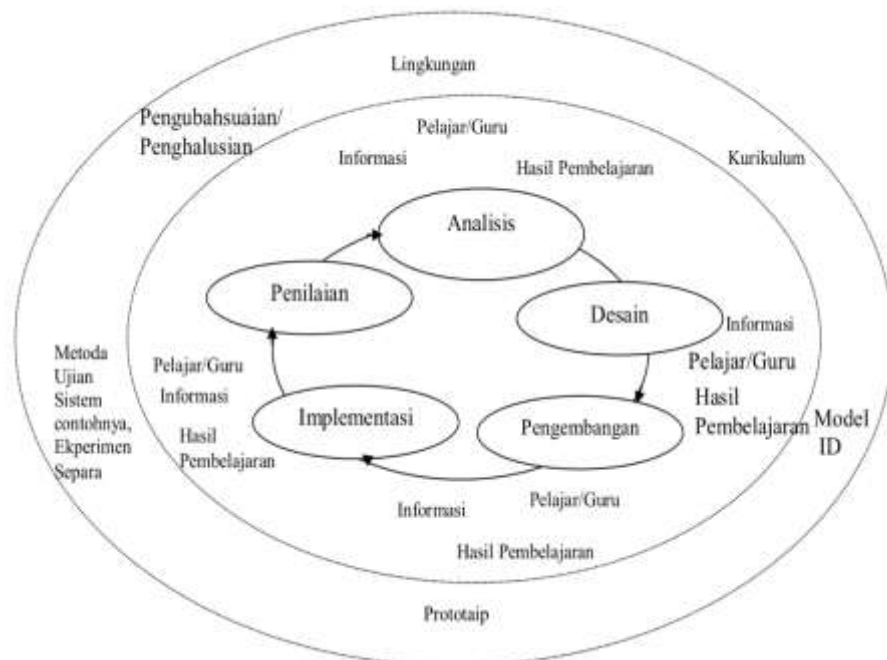 Lingkungan
Pengubahsuaian/
Penghalusian
Pelajar/Guru
Informasi
Hasil Pembelajaran
Kurikulum
Analisis
Penilaian
Desain
Informasi
Pelajar/Guru
Hasil
Pembelajaran
Model
ID
Metoda
Ujian
Sistem
contohnya,
Ekperimen
Separa
Pelajar/Guru
Informasi
Hasil
Pembelajaran
Implementasi
Pengembangan
Informasi
Pelajar/Guru
Hasil Pembelajaran
Prototaip